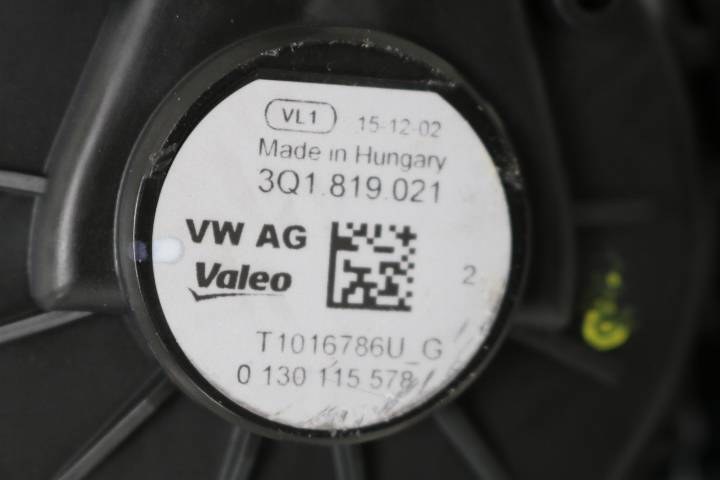 VL1 15-12-02
Made in Hungary
3Q1.819.021
VW AG
Valeo
2
T1016786U_G
0 130 115 578